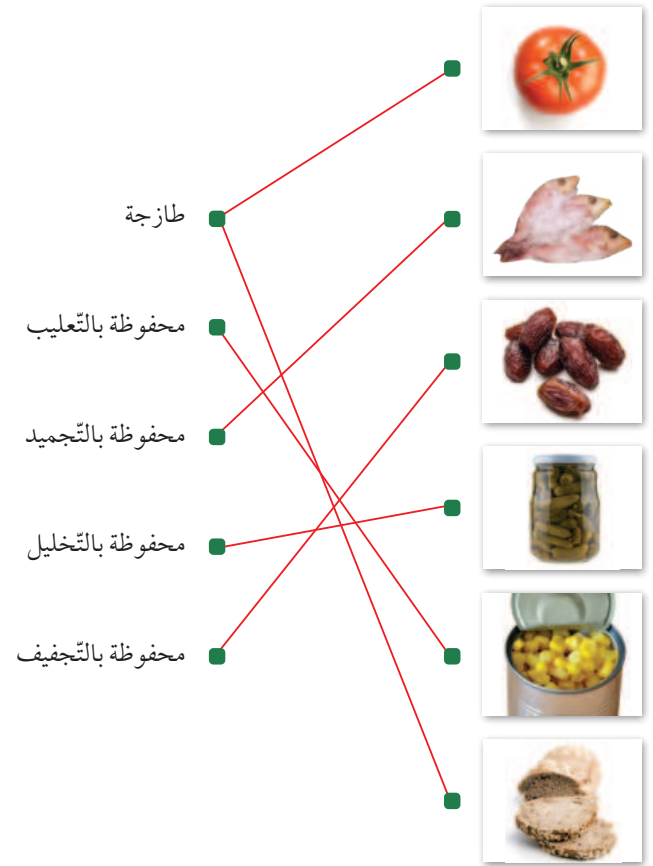 طازجة
محفوظة بالتّعليب
محفوظة بالتّجميد
محفوظة بالتّخليل
محفوظة بالتّجفيف